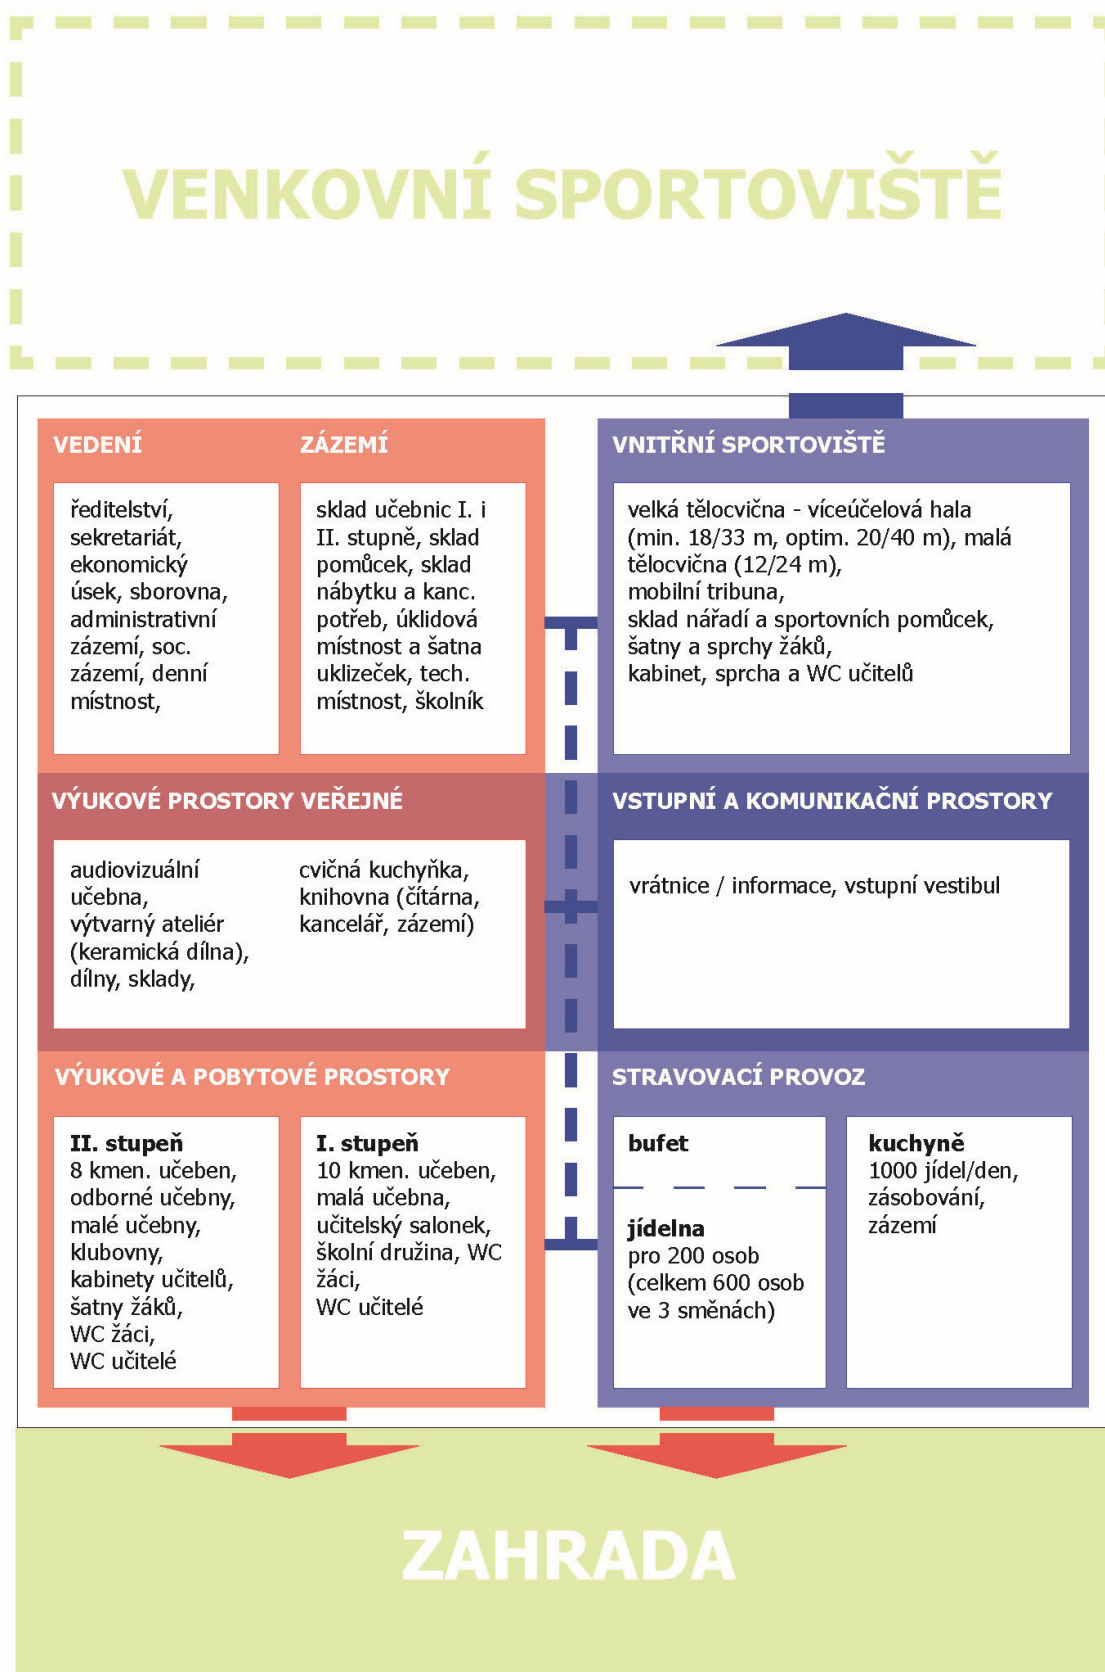 VENKOVNÍ SPORTOVIŠTĚ
VEDENÍ
ředitelství,
sekretariát,
ekonomický
úsek, sborovna,
administrativní
zázemí, soc.
zázemí, denní
místnost,
ZÁZEMÍ
sklad učebnic I. i
II. stupně, sklad
pomůcek, sklad
nábytku a kanc.
potřeb, úklidová
místnost a šatna
uklizeček, tech.
místnost, školník
VNITŘNÍ SPORTOVIŠTĚ
velká tělocvična - víceúčelová hala
(min. 18/33 m, optim. 20/40 m), malá
tělocvična (12/24 m),
mobilní tribuna,
sklad nářadí a sportovních pomůcek,
šatny a sprchy žáků,
kabinet, sprcha a WC učitelů
VÝUKOVÉ PROSTORY VEŘEJNÉ
audiovizuální
učebna,
výtvarný ateliér
(keramická dílna),
dílny, sklady,
cvičná kuchyňka,
knihovna (čítárna,
kancelář, zázemí)
VSTUPNÍ A KOMUNIKAČNÍ PROSTORY
vrátnice / informace, vstupní vestibul
VÝUKOVÉ A POBYTOVÉ PROSTORY
II. stupeň
8 kmen. učeben,
odborné učebny,
malé učebny,
klubovny,
kabinety učitelů,
šatny žáků,
WC žáci,
WC učitelé
I. stupeň
10 kmen. učeben,
malá učebna,
učitelský salonek,
školní družina, WC
žáci,
WC učitelé
STRAVOVACÍ PROVOZ
bufet
jídelna
pro 200 osob
(celkem 600 osob
ve 3 směnách)
kuchyně
1000 jídel/den,
zásobování,
zázemí
ZAHRADA